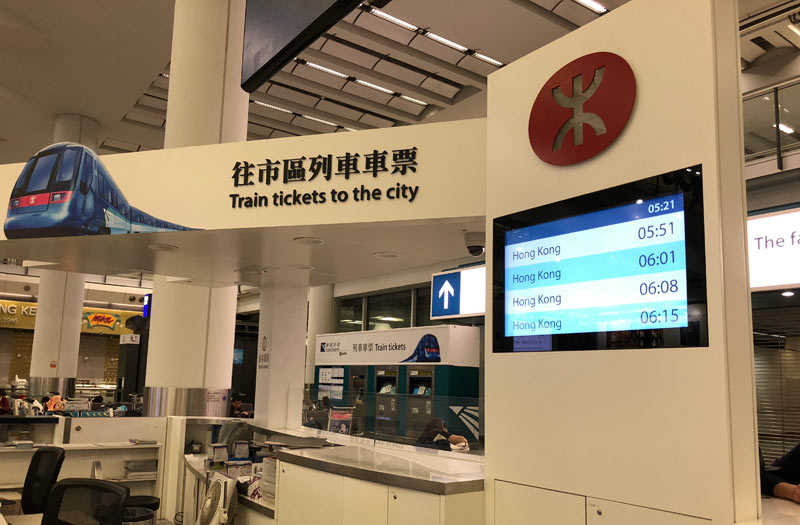 往市區列車車票
Train tickets to the city
05:21
Hong Kong 05:51
Hong Kong 06:01
Hong Kong 06:08
Hong Kong 06:15
The fa
列車車票 Train tickets
NG KE